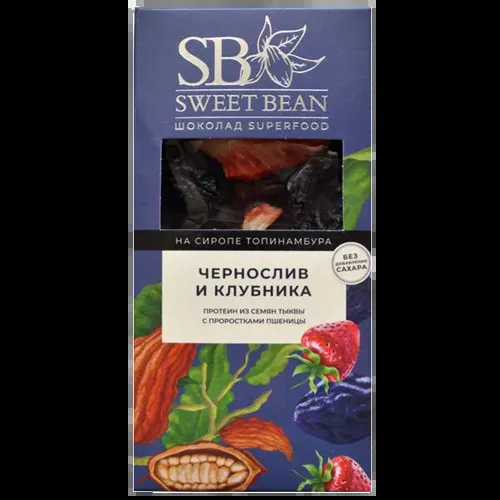 SB
SWEET BEAN
ШОКОЛАД SUPERFOOD
НА СИРОПЕ ТОПИНАМБУРА
БЕЗ
ДОБАВЛЕНИЯ
САХАРА
ЧЕРНОСЛИВ
И КЛУБНИКА
ПРОТЕИН ИЗ СЕМЯН ТЫКВЫ
С ПРОРОСТКАМИ ПШЕНИЦЫ